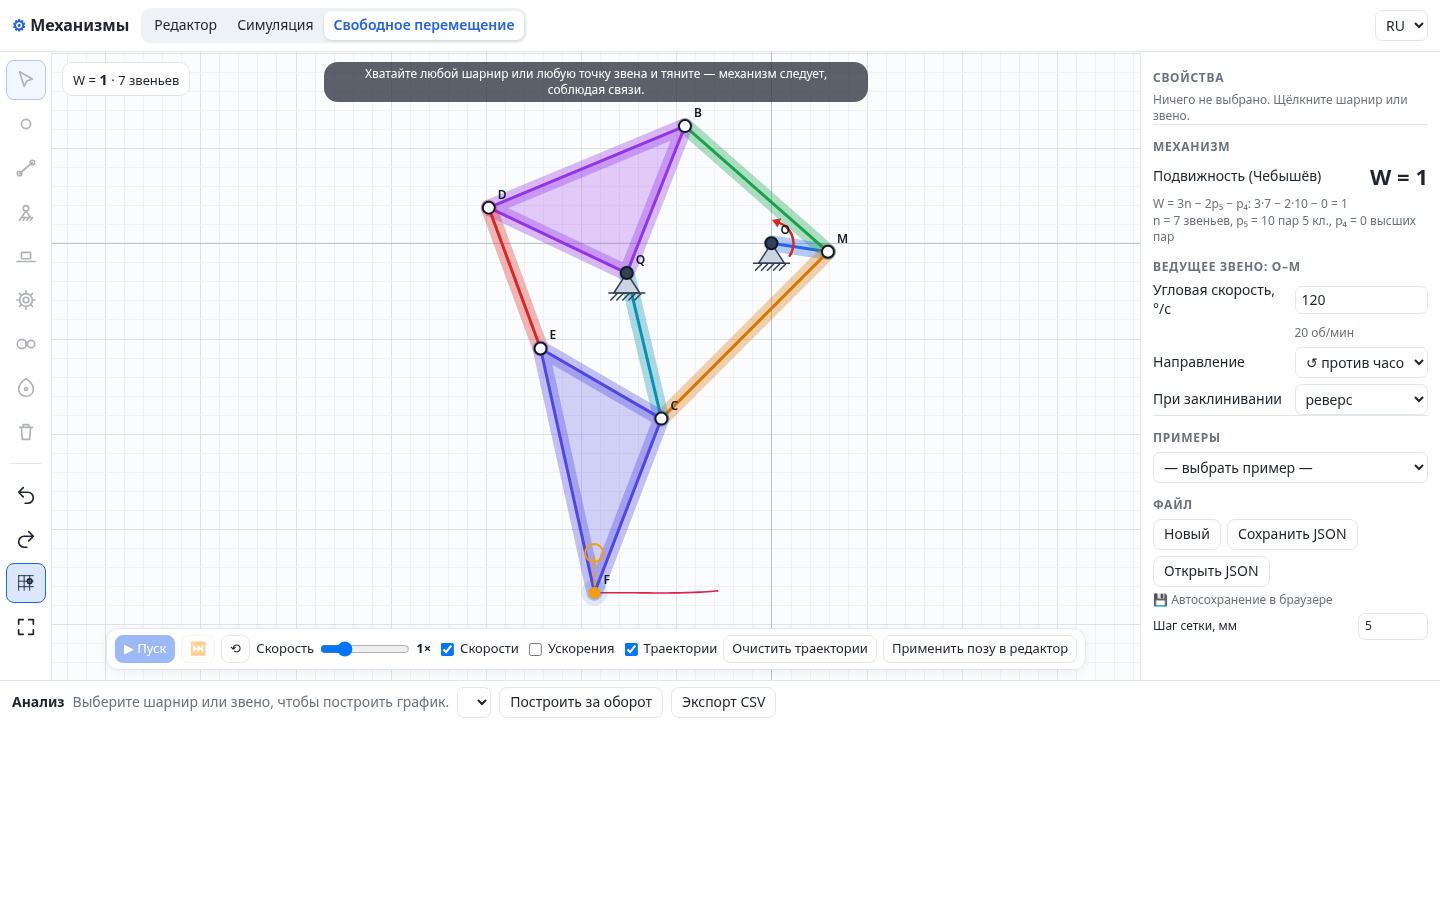 ⚙ Механизмы
Редактор
Симуляция
Свободное перемещение
RU
W = 1 · 7 звеньев
Хватайте любой шарнир или любую точку звена и тяните — механизм следует,
соблюдая связи.
B
D
O
M
Q
E
C
F
СВОЙСТВА
Ничего не выбрано. Щёлкните шарнир или
звено.
МЕХАНИЗМ
Подвижность (Чебышёв)
W = 1
W = 3n − 2p₅ − p₄: 3·7 − 2·10 − 0 = 1
n = 7 звеньев, p₅ = 10 пар 5 кл., p₄ = 0 высших
пар
ВЕДУЩЕЕ ЗВЕНО: O–M
Угловая скорость,
°/с
120
20 об/мин
Направление
↺ против часо
При заклинивании
реверс
ПРИМЕРЫ
— выбрать пример —
ФАЙЛ
Новый
Сохранить JSON
Открыть JSON
💾 Автосохранение в браузере
Шаг сетки, мм
5
▶ Пуск
⏭
⟲
Скорость
1×
Скорости
Ускорения
Траектории
Очистить траектории
Применить позу в редактор
Анализ
Выберите шарнир или звено, чтобы построить график.
Построить за оборот
Экспорт CSV